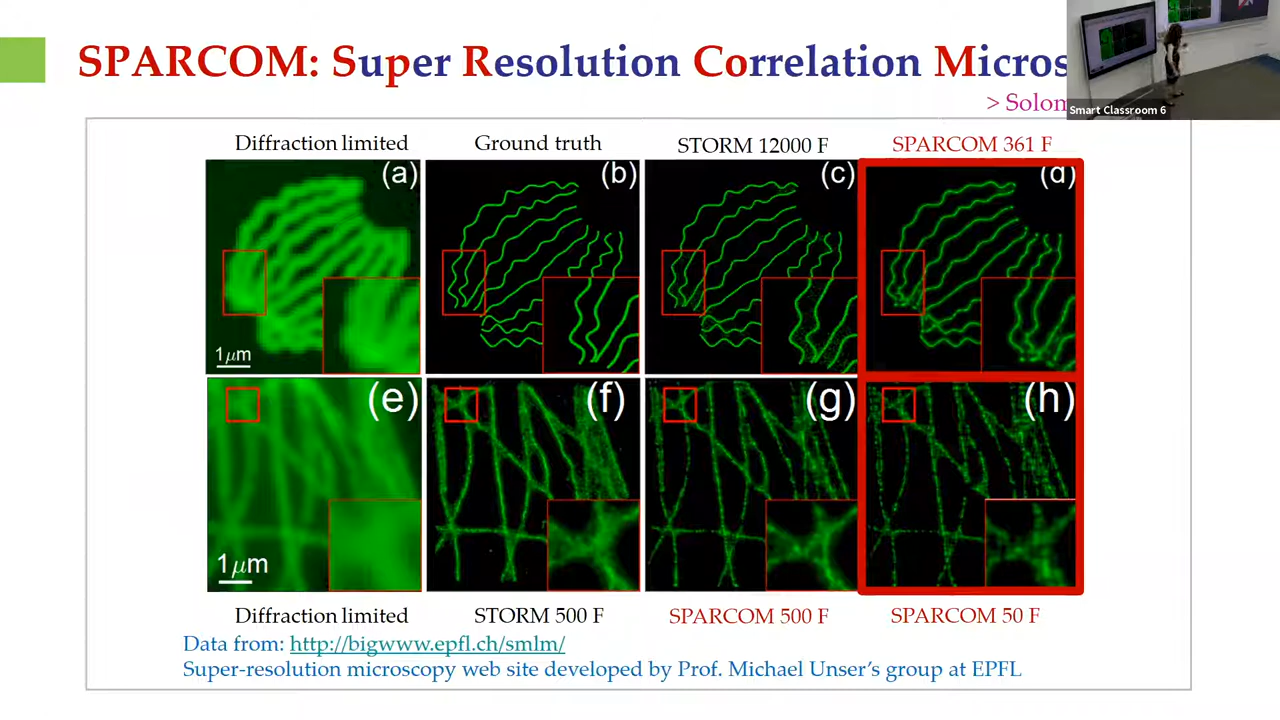 SPARCOM: Super Resolution Correlation Micros
> Solom
Smart Classroom 6
Diffraction limited Ground truth STORM 12000 F SPARCOM 361 F
(a) (b) (c) (d)
1μm
(e) (f) (g) (h)
1μm
Diffraction limited STORM 500 F SPARCOM 500 F SPARCOM 50 F
Data from: http://bigwww.epfl.ch/smlm/
Super-resolution microscopy web site developed by Prof. Michael Unser's group at EPFL